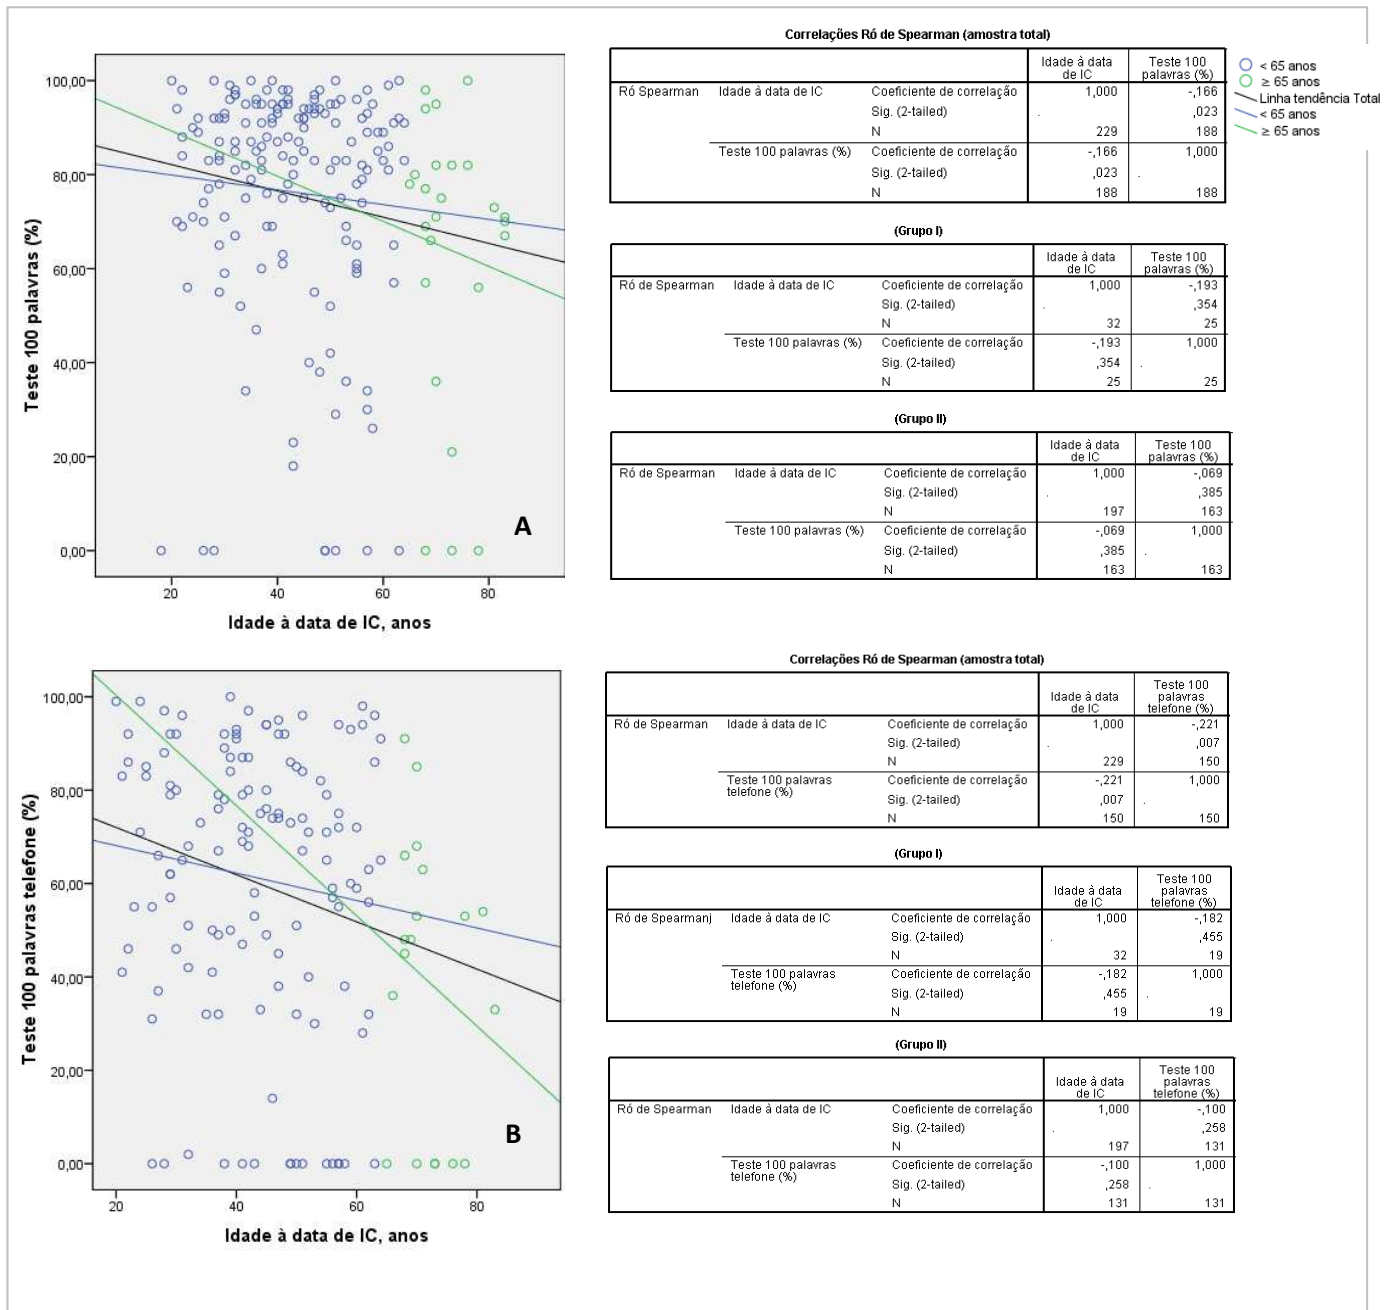 Correlações Ró de Spearman (amostra total)
Idade à data de IC Teste 100 palavras (%)
Ró Spearman Idade à data de IC Coeficiente de correlação 1,000 -,166
Sig. (2-tailed) . ,023
N 229 188
Teste 100 palavras (%) Coeficiente de correlação -,166 1,000
Sig. (2-tailed) ,023 .
N 188 188
< 65 anos
≥ 65 anos
Linha tendência Total
< 65 anos
≥ 65 anos
(Grupo I)
Idade à data de IC Teste 100 palavras (%)
Ró de Spearman Idade à data de IC Coeficiente de correlação 1,000 -,193
Sig. (2-tailed) . ,354
N 32 25
Teste 100 palavras (%) Coeficiente de correlação -,193 1,000
Sig. (2-tailed) ,354 .
N 25 25
(Grupo II)
Idade à data de IC Teste 100 palavras (%)
Ró de Spearman Idade à data de IC Coeficiente de correlação 1,000 -,069
Sig. (2-tailed) . ,385
N 197 163
Teste 100 palavras (%) Coeficiente de correlação -,069 1,000
Sig. (2-tailed) ,385 .
N 163 163
Teste 100 palavras (%)
100,00
80,00
60,00
40,00
20,00
0,00
A
20 40 60 80
Idade à data de IC, anos
Correlações Ró de Spearman (amostra total)
Idade à data de IC Teste 100 palavras telefone (%)
Ró de Spearman Idade à data de IC Coeficiente de correlação 1,000 -,221
Sig. (2-tailed) . ,007
N 229 150
Teste 100 palavras telefone (%) Coeficiente de correlação -,221 1,000
Sig. (2-tailed) ,007 .
N 150 150
(Grupo I)
Idade à data de IC Teste 100 palavras telefone (%)
Ró de Spearmanj Idade à data de IC Coeficiente de correlação 1,000 -,182
Sig. (2-tailed) . ,455
N 32 19
Teste 100 palavras telefone (%) Coeficiente de correlação -,182 1,000
Sig. (2-tailed) ,455 .
N 19 19
(Grupo II)
Idade à data de IC Teste 100 palavras telefone (%)
Ró de Spearman Idade à data de IC Coeficiente de correlação 1,000 -,100
Sig. (2-tailed) . ,258
N 197 131
Teste 100 palavras telefone (%) Coeficiente de correlação -,100 1,000
Sig. (2-tailed) ,258 .
N 131 131
Teste 100 palavras telefone (%)
100,00
80,00
60,00
40,00
20,00
0,00
B
20 40 60 80
Idade à data de IC, anos